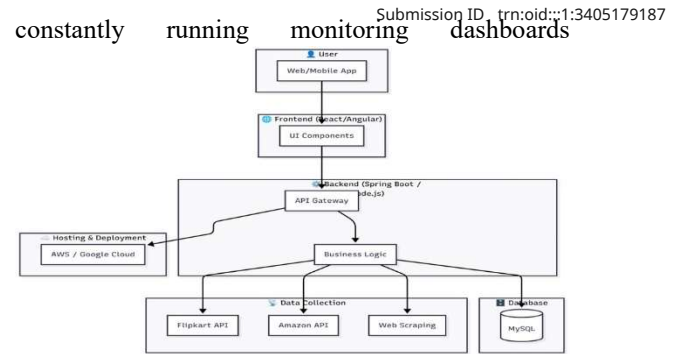 Submission ID trn:oid:::1:3405179187
constantly running monitoring dashboards
User
Web/Mobile App
Frontend (React/Angular)
UI Components
Backend (Spring Boot /
de.js)
API Gateway
Hosting & Deployment
AWS / Google Cloud
Business Logic
Data Collection
Database
Flipkart API
Amazon API
Web Scraping
MySQL